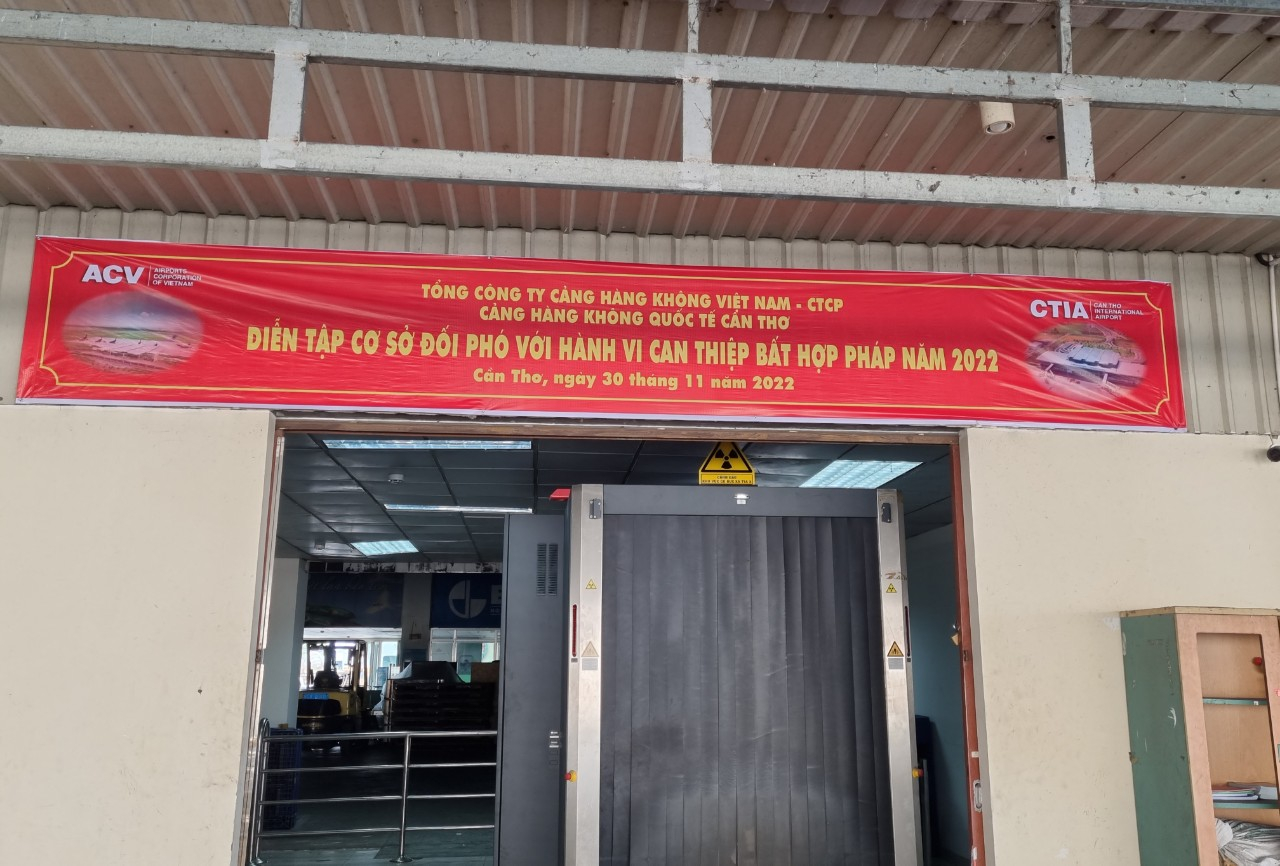 ACV
AIRPORTS
CORPORATION
OF VIETNAM
TỔNG CÔNG TY CẢNG HÀNG KHÔNG VIỆT NAM - CTCP
CẢNG HÀNG KHÔNG QUỐC TẾ CẦN THƠ
DIỄN TẬP CƠ SỞ ĐỐI PHÓ VỚI HÀNH VI CAN THIỆP BẤT HỢP PHÁP NĂM 2022
Cần Thơ, ngày 30 tháng 11 năm 2022
CTIA
CAN THO
INTERNATIONAL
AIRPORT